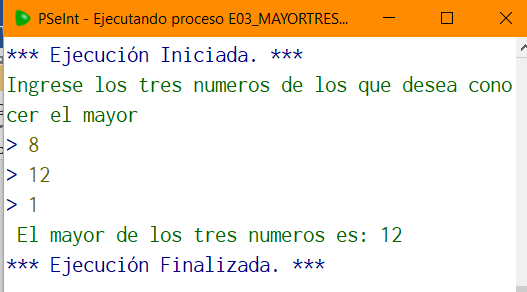 PSeInt - Ejecutando proceso E03_MAYORTRES...
*** Ejecución Iniciada. ***
Ingrese los tres numeros de los que desea cono
cer el mayor
> 8
> 12
> 1
El mayor de los tres numeros es: 12
*** Ejecución Finalizada. ***